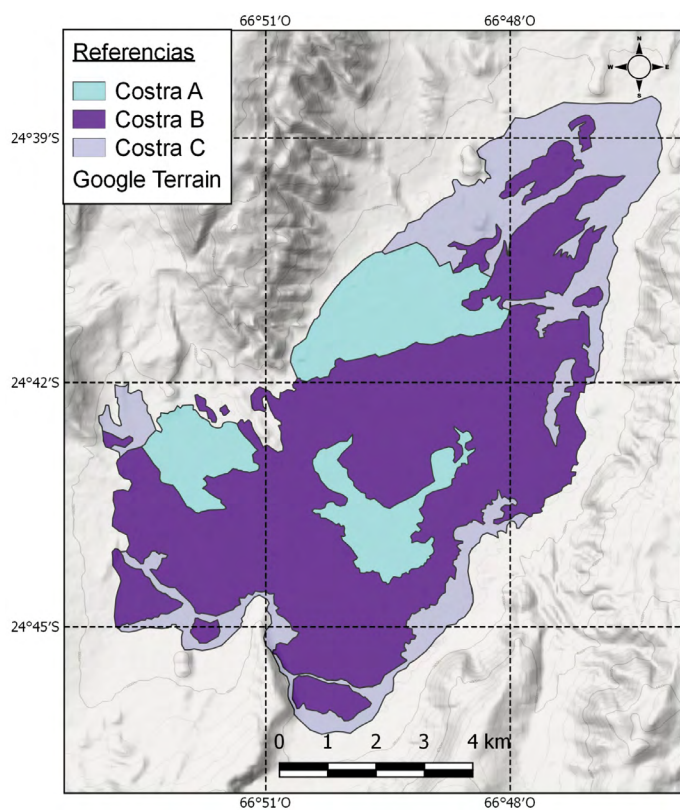 66°51′O 66°48′O
Referencias
Costra A
Costra B
Costra C
Google Terrain
N
W E
S
24°39′S
24°42′S
24°45′S
0 1 2 3 4 km
66°51′O 66°48′O